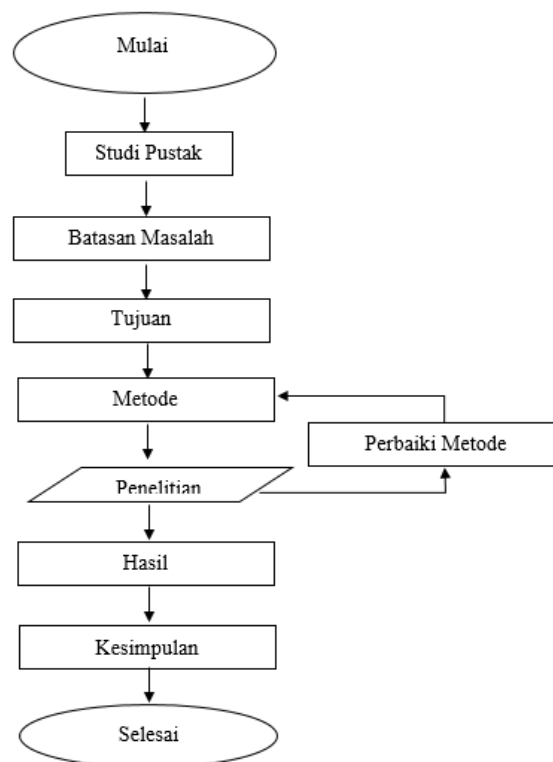 Mulai
Studi Pustak
Batasan Masalah
Tujuan
Metode
Perbaiki Metode
Penelitian
Hasil
Kesimpulan
Selesai